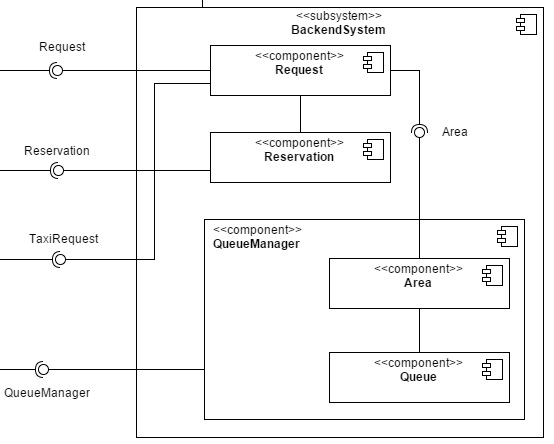 <<subsystem>>
BackendSystem
Request
<<component>>
Request
Area
Reservation
<<component>>
Reservation
TaxiRequest
<<component>>
QueueManager
<<component>>
Area
<<component>>
Queue
QueueManager